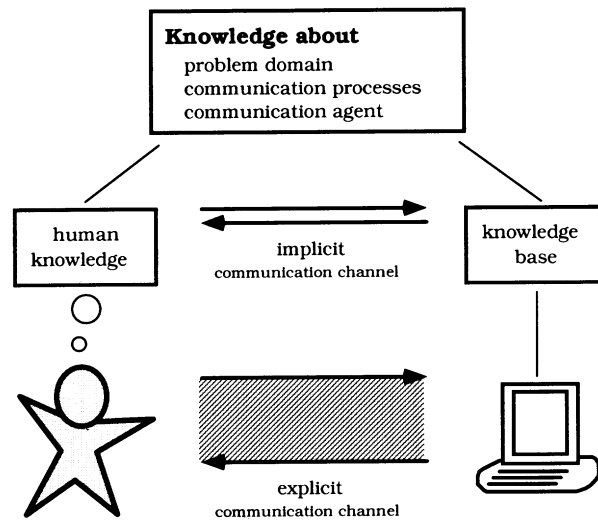 Knowledge about
problem domain
communication processes
communication agent
human
knowledge
implicit
communication channel
knowledge
base
explicit
communication channel